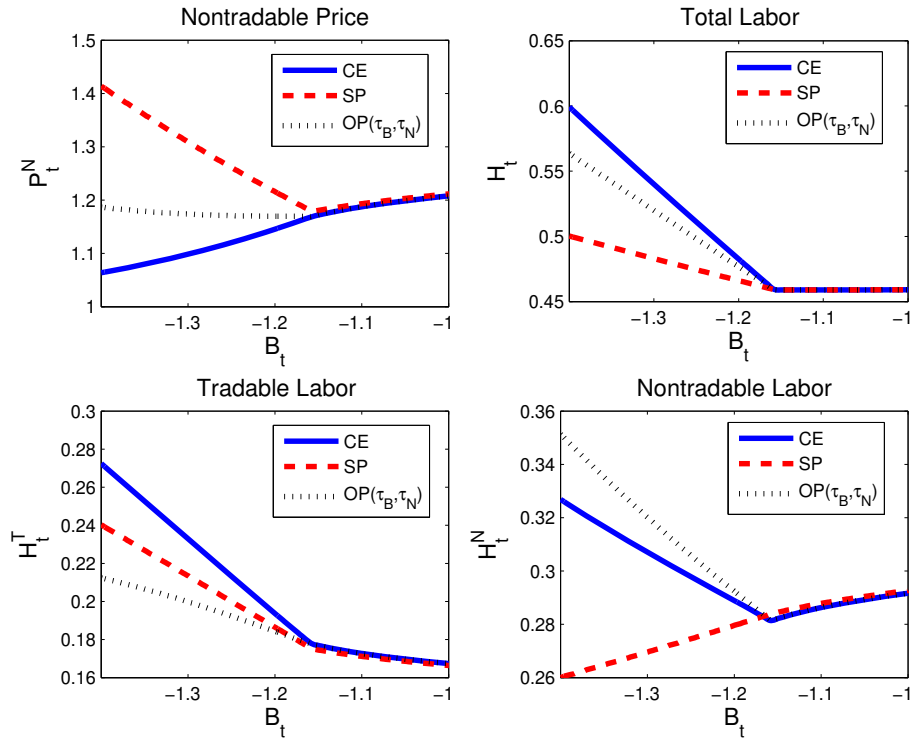 Nontradable Price
1.5
1.4
1.3
1.2
1.1
1
P_t^N
−1.3 −1.2 −1.1 −1
B_t
CE
SP
OP(τ_B,τ_N)
Total Labor
0.65
0.6
0.55
0.5
0.45
H_t
−1.3 −1.2 −1.1 −1
B_t
CE
SP
OP(τ_B,τ_N)
Tradable Labor
0.3
0.28
0.26
0.24
0.22
0.2
0.18
0.16
H_t^T
−1.3 −1.2 −1.1 −1
B_t
CE
SP
OP(τ_B,τ_N)
Nontradable Labor
0.36
0.34
0.32
0.3
0.28
0.26
H_t^N
−1.3 −1.2 −1.1 −1
B_t
CE
SP
OP(τ_B,τ_N)